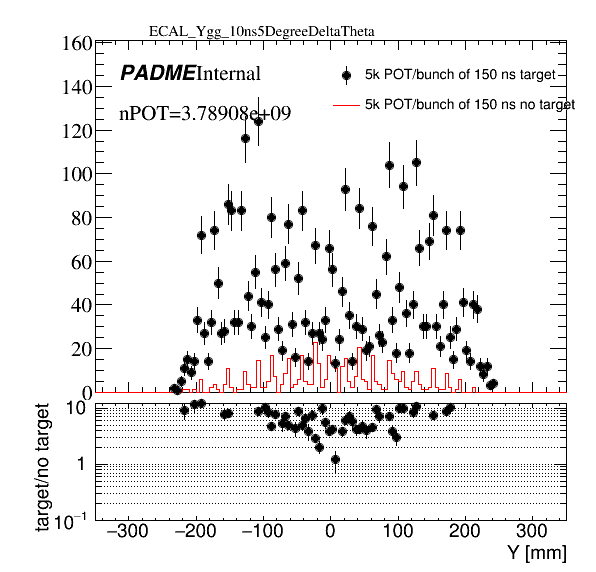 ECAL_Ygg_10ns5DegreeDeltaTheta
160
PADME Internal
5k POT/bunch of 150 ns target
140
5k POT/bunch of 150 ns no target
nPOT=3.78908e+09
120
100
80
60
40
20
0
target/no target
10
1
10⁻¹
−300 −200 −100 0 100 200 300
Y [mm]